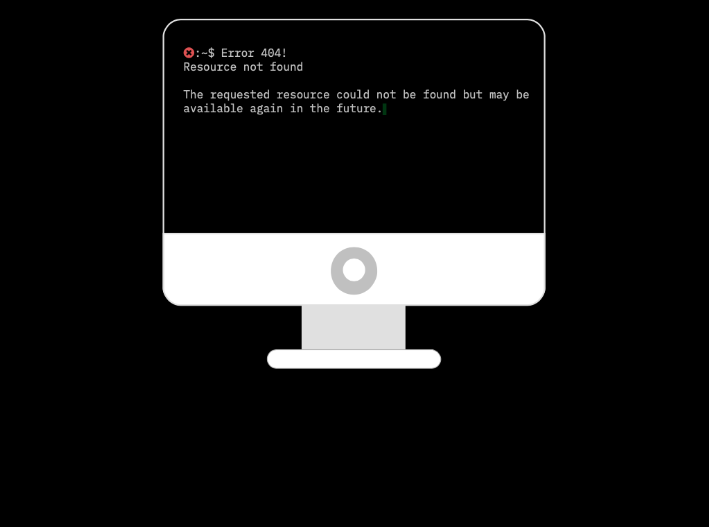 :~$ Error 404!
Resource not found
The requested resource could not be found but may be
available again in the future.